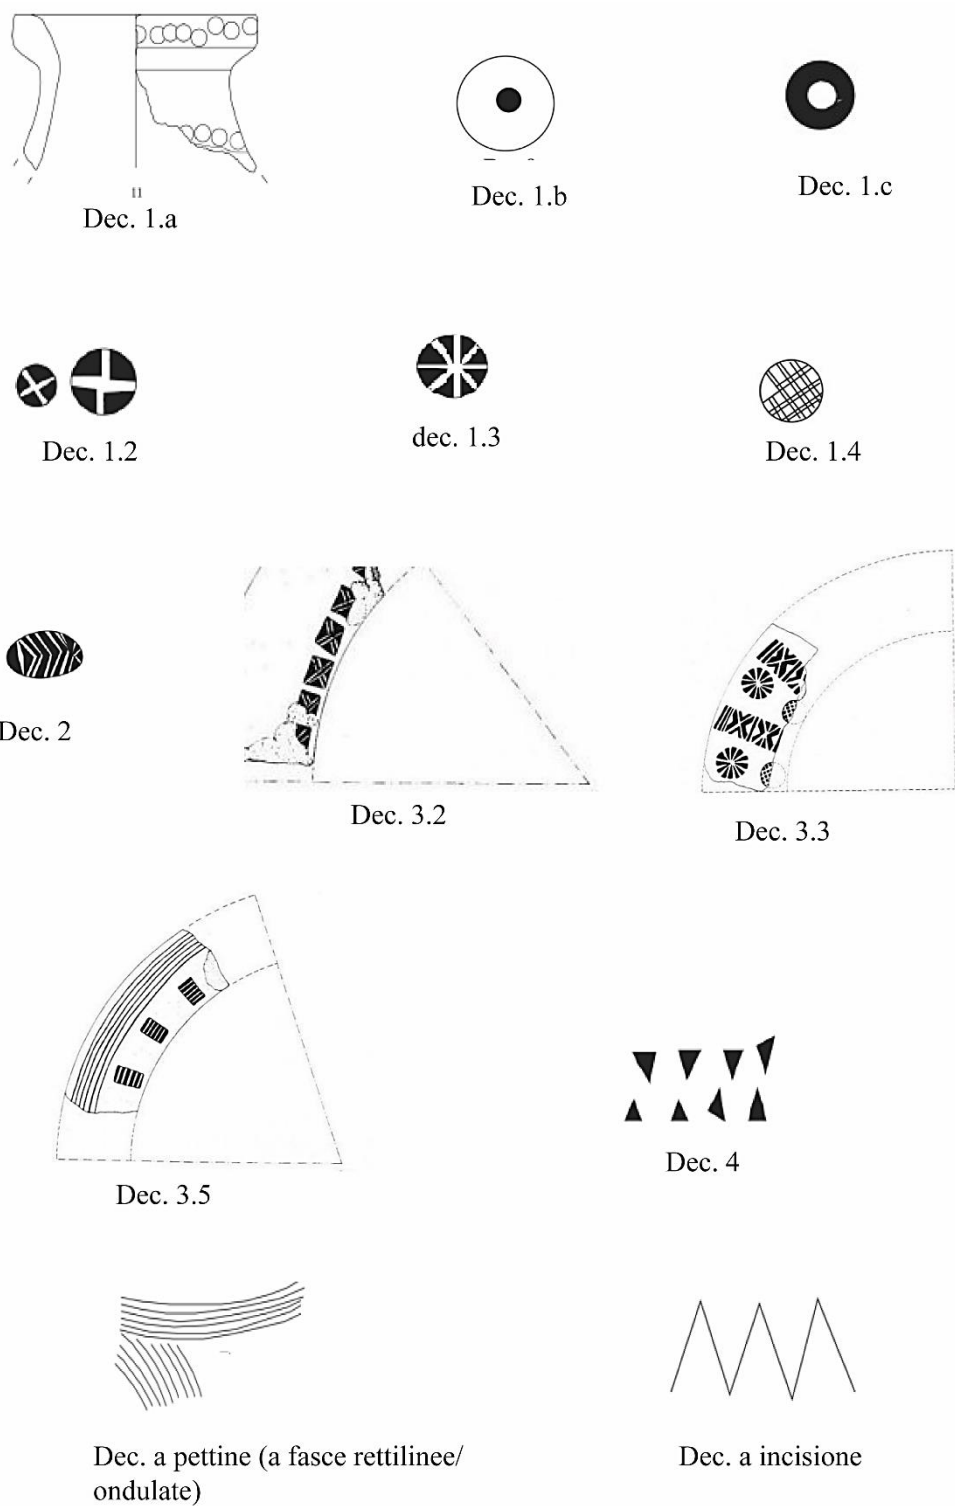 11
Dec. 1.a
Dec. 1.b
Dec. 1.c
Dec. 1.2
dec. 1.3
Dec. 1.4
Dec. 2
Dec. 3.2
Dec. 3.3
Dec. 3.5
Dec. 4
Dec. a pettine (a fasce rettilinee/
ondulate)
Dec. a incisione